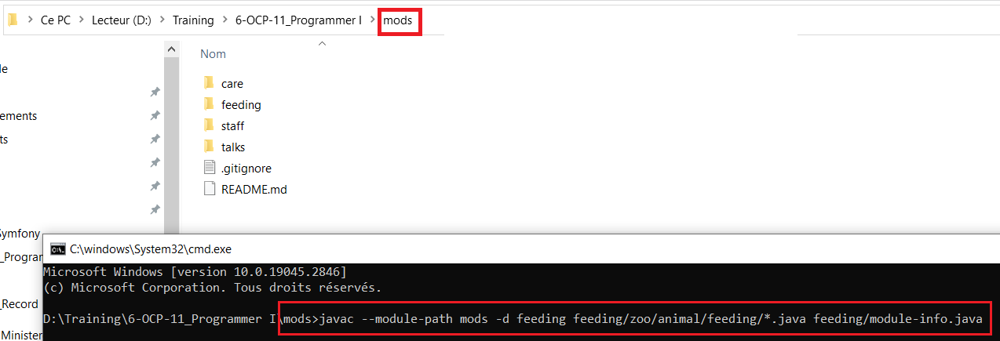 Ce PC > Lecteur (D:) > Training > 6-OCP-11_Programmer I > mods
Nom
le
care
feeding
ements
staff
ts
talks
.gitignore
README.md
Symfony
C:\windows\System32\cmd.exe
_Program
Microsoft Windows [version 10.0.19045.2846]
(c) Microsoft Corporation. Tous droits réservés.
_Record
D:\Training\6-OCP-11_Programmer I\mods>javac --module-path mods -d feeding feeding/zoo/animal/feeding/*.java feeding/module-info.java
Minister